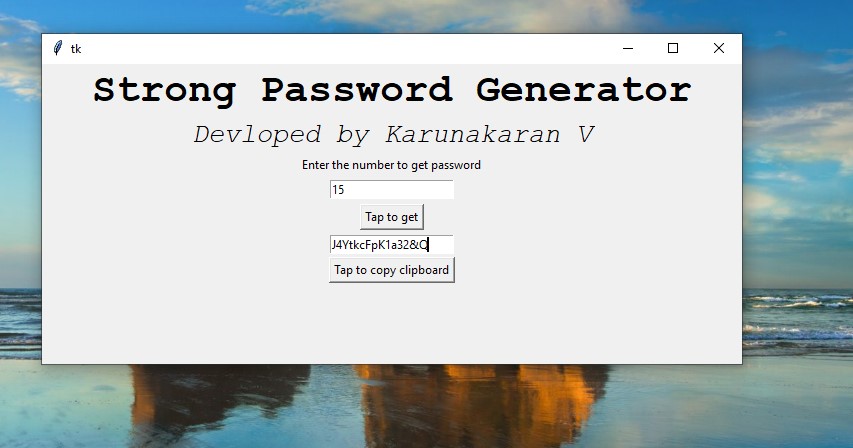 tk
Strong Password Generator
Devloped by Karunakaran V
Enter the number to get password
15
Tap to get
J4YtkcFpK1a32&Q
Tap to copy clipboard